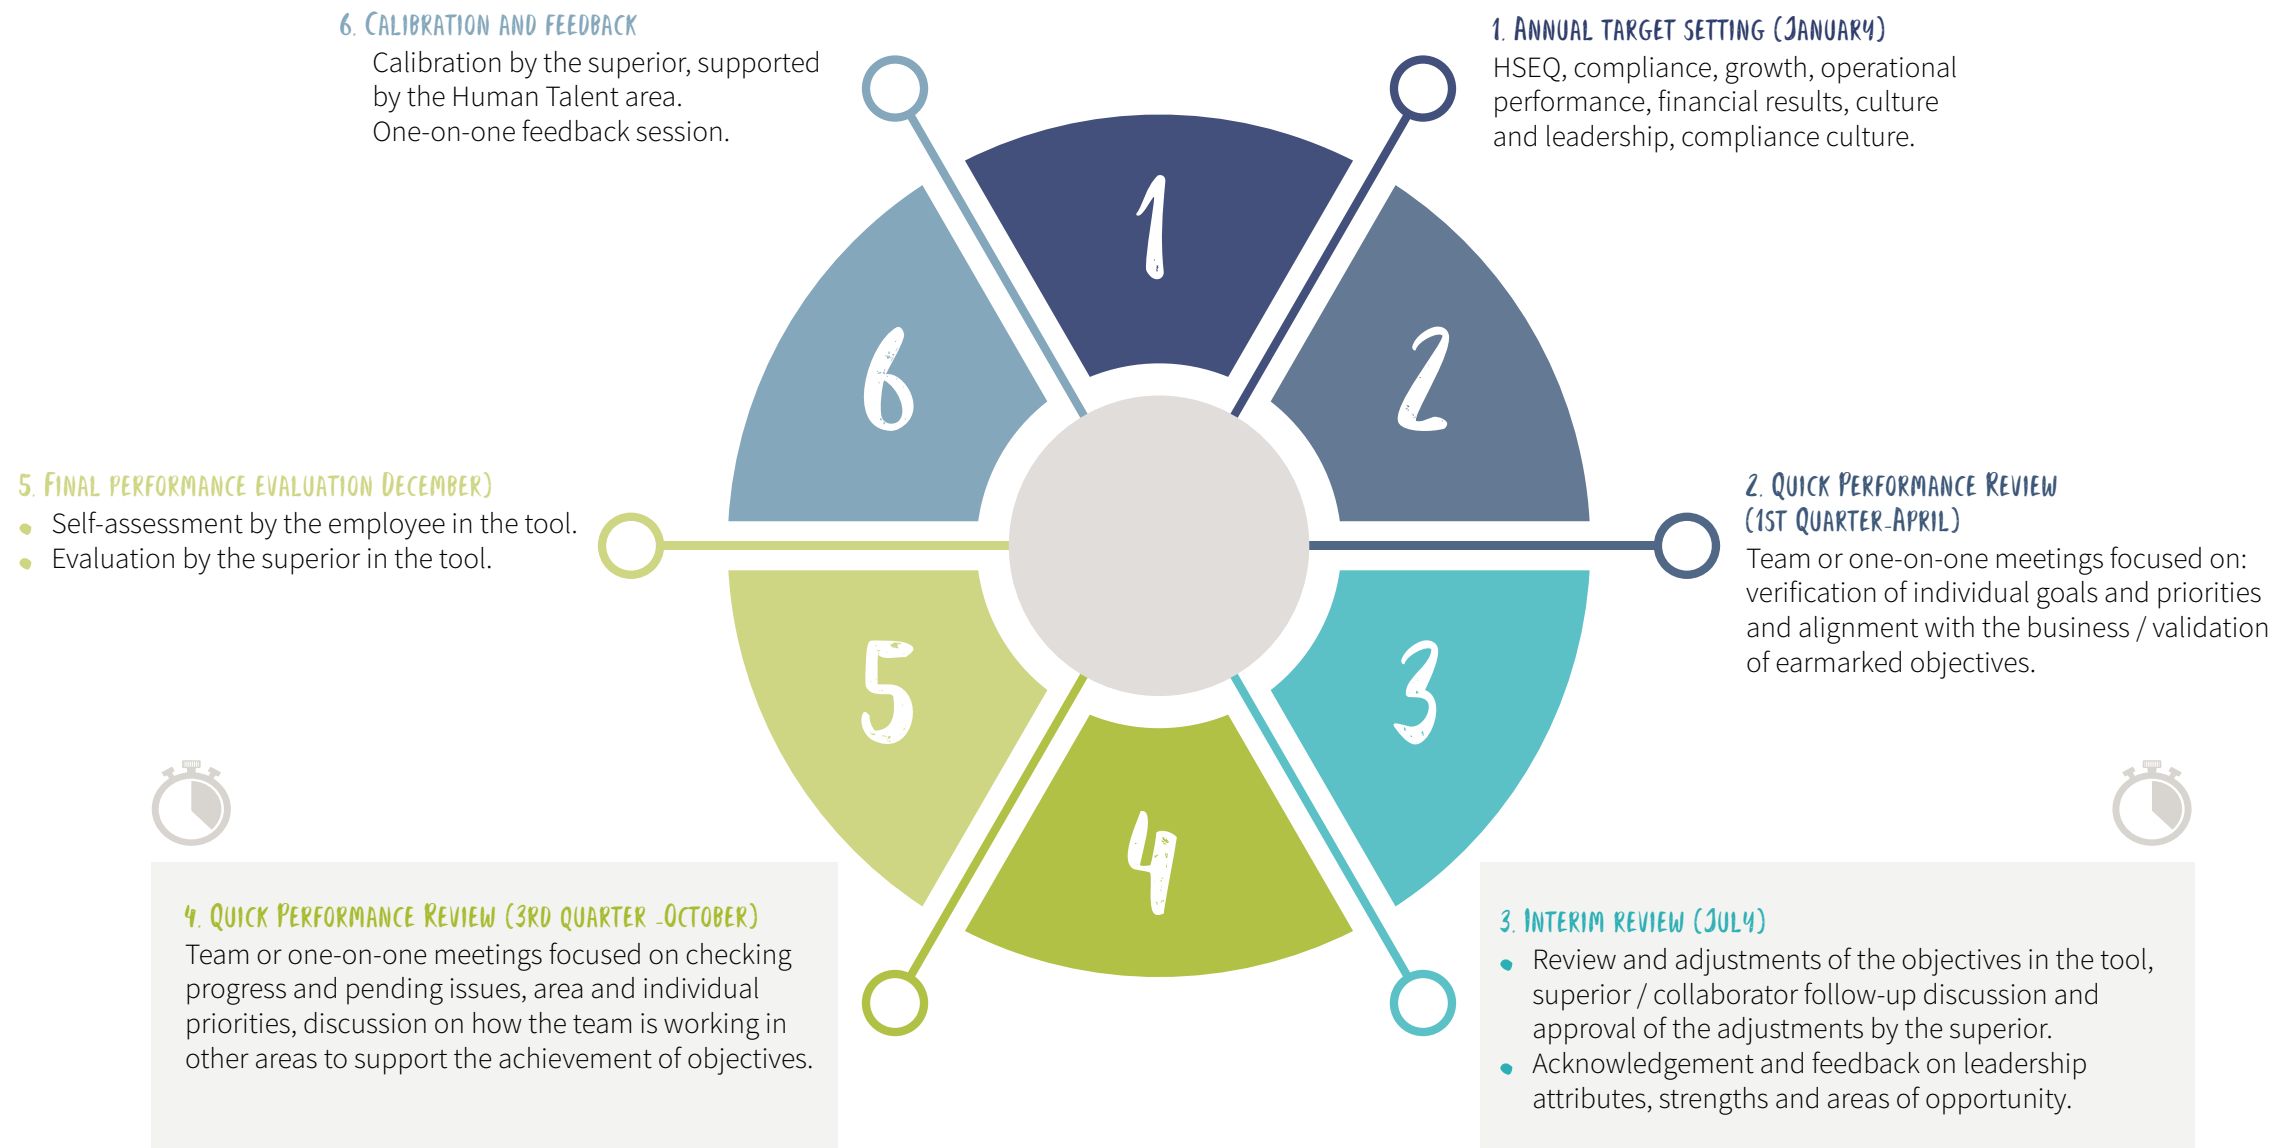 6. Calibration and feedback
Calibration by the superior, supported
by the Human Talent area.
One-on-one feedback session.
1. Annual target setting (January)
HSEQ, compliance, growth, operational
performance, financial results, culture
and leadership, compliance culture.
1
2
3
4
5
6
2. Quick Performance Review
(1st Quarter-April)
Team or one-on-one meetings focused on:
verification of individual goals and priorities
and alignment with the business / validation
of earmarked objectives.
5. Final performance evaluation December)
Self-assessment by the employee in the tool.
Evaluation by the superior in the tool.
4. Quick Performance Review (3rd quarter -October)
Team or one-on-one meetings focused on checking
progress and pending issues, area and individual
priorities, discussion on how the team is working in
other areas to support the achievement of objectives.
3. Interim review (July)
Review and adjustments of the objectives in the tool,
superior / collaborator follow-up discussion and
approval of the adjustments by the superior.
Acknowledgement and feedback on leadership
attributes, strengths and areas of opportunity.